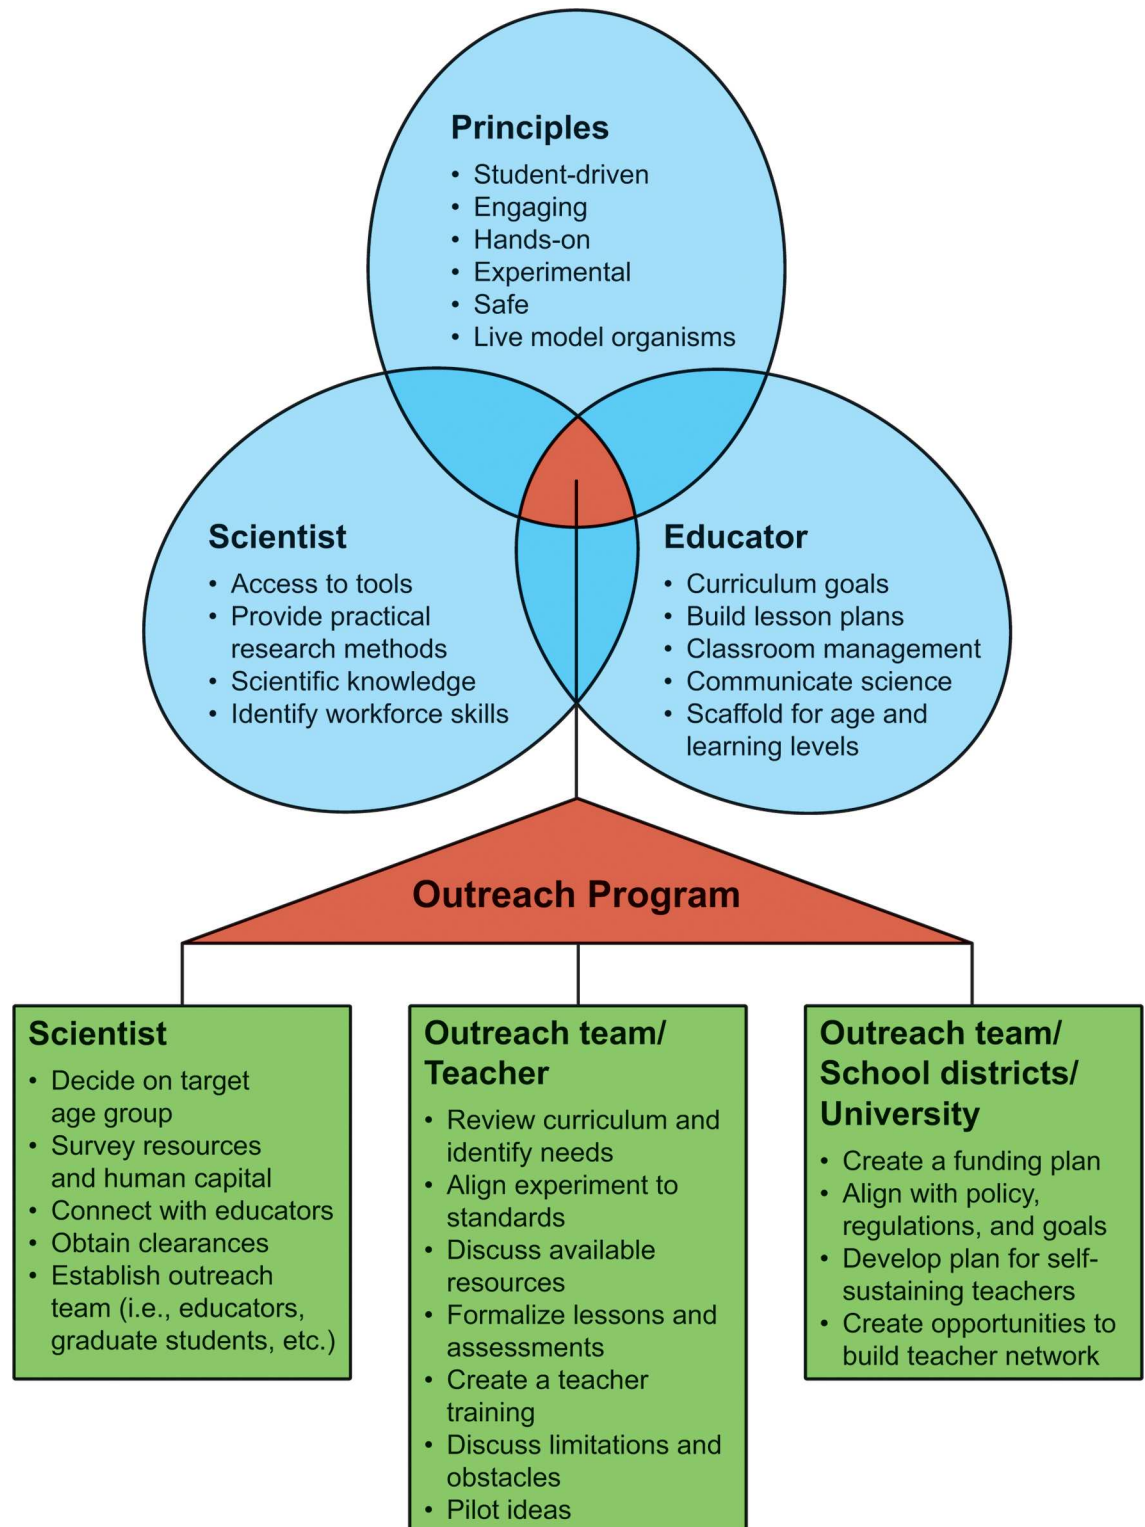 Principles
• Student-driven
• Engaging
• Hands-on
• Experimental
• Safe
• Live model organisms
Scientist
• Access to tools
• Provide practical
research methods
• Scientific knowledge
• Identify workforce skills
Educator
• Curriculum goals
• Build lesson plans
• Classroom management
• Communicate science
• Scaffold for age and
learning levels
Outreach Program
Scientist
• Decide on target
age group
• Survey resources
and human capital
• Connect with educators
• Obtain clearances
• Establish outreach
team (i.e., educators,
graduate students, etc.)
Outreach team/
Teacher
• Review curriculum and
identify needs
• Align experiment to
standards
• Discuss available
resources
• Formalize lessons and
assessments
• Create a teacher
training
• Discuss limitations and
obstacles
• Pilot ideas
Outreach team/
School districts/
University
• Create a funding plan
• Align with policy,
regulations, and goals
• Develop plan for self-
sustaining teachers
• Create opportunities to
build teacher network